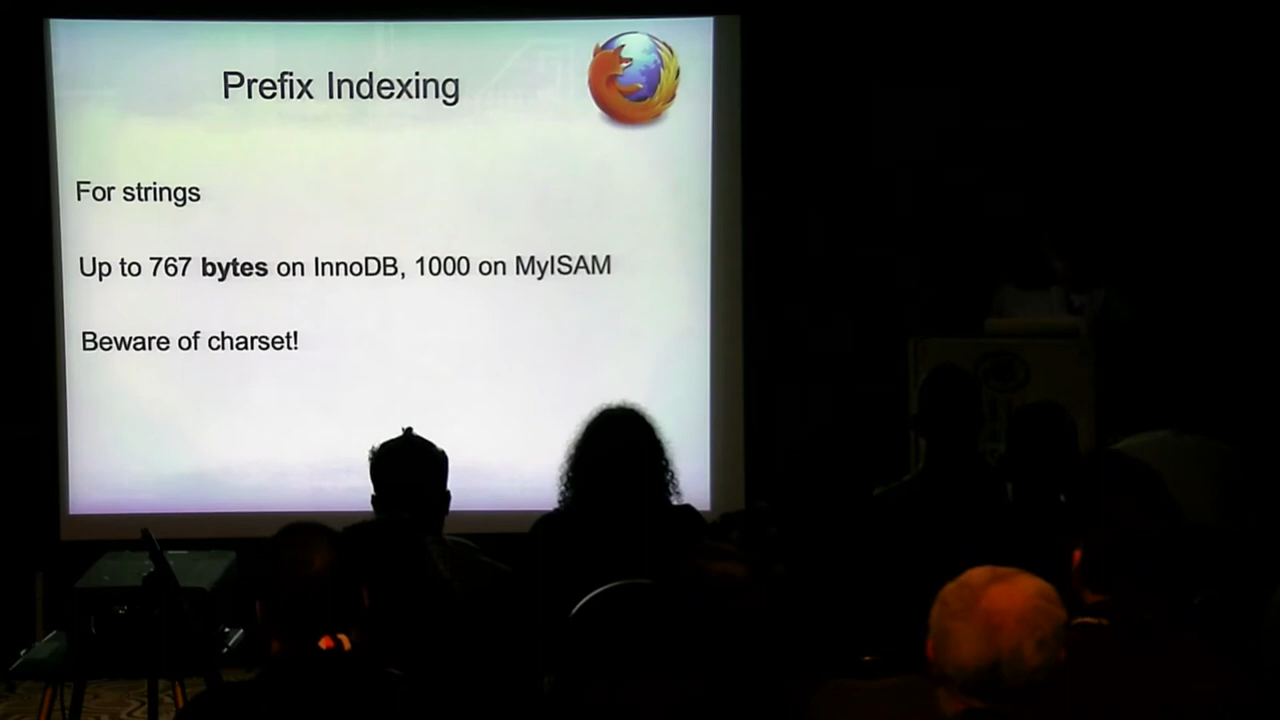 Prefix Indexing
For strings
Up to 767 bytes on InnoDB, 1000 on MyISAM
Beware of charset!